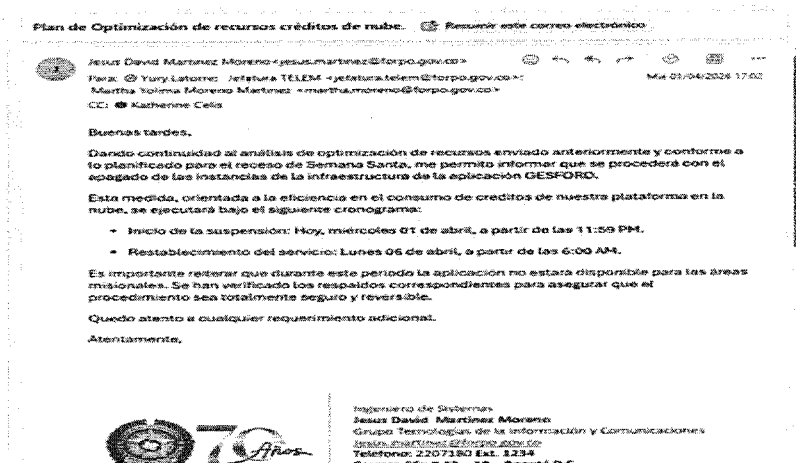 Plan de Optimización de recursos créditos de nube. Resumir este correo electrónico
Jesus David Martinez Moreno<jesus.martinez@forpo.gov.co>
Para: Yury Latorre; Jefatura TELEM <jefatura.telem@forpo.gov.co>;
Martha Yolima Moreno Martinez <martha.moreno@forpo.gov.co>
Mié 01/04/2026 17:02
CC: Katherine Celis
Buenas tardes,
Dando continuidad al análisis de optimización de recursos enviado anteriormente y conforme a
lo planificado para el receso de Semana Santa, me permito informar que se procederá con el
apagado de las instancias de la infraestructura de la aplicación GESFORD.
Esta medida, orientada a la eficiencia en el consumo de créditos de nuestra plataforma en la
nube, se ejecutará bajo el siguiente cronograma:
• Inicio de la suspensión: Hoy, miércoles 01 de abril, a partir de las 11:59 PM.
• Restablecimiento del servicio: Lunes 06 de abril, a partir de las 6:00 AM.
Es importante reiterar que durante este periodo la aplicación no estará disponible para las áreas
misionales. Se han verificado los respaldos correspondientes para asegurar que el
procedimiento sea totalmente seguro y reversible.
Quedo atento a cualquier requerimiento adicional.
Atentamente,
Ingeniero de Sistemas
Jesus David Martínez Moreno
Grupo Tecnologías de la Información y Comunicaciones
jesus.martinez@forpo.gov.co
Teléfono: 2207180 Ext. 1234
70 Años